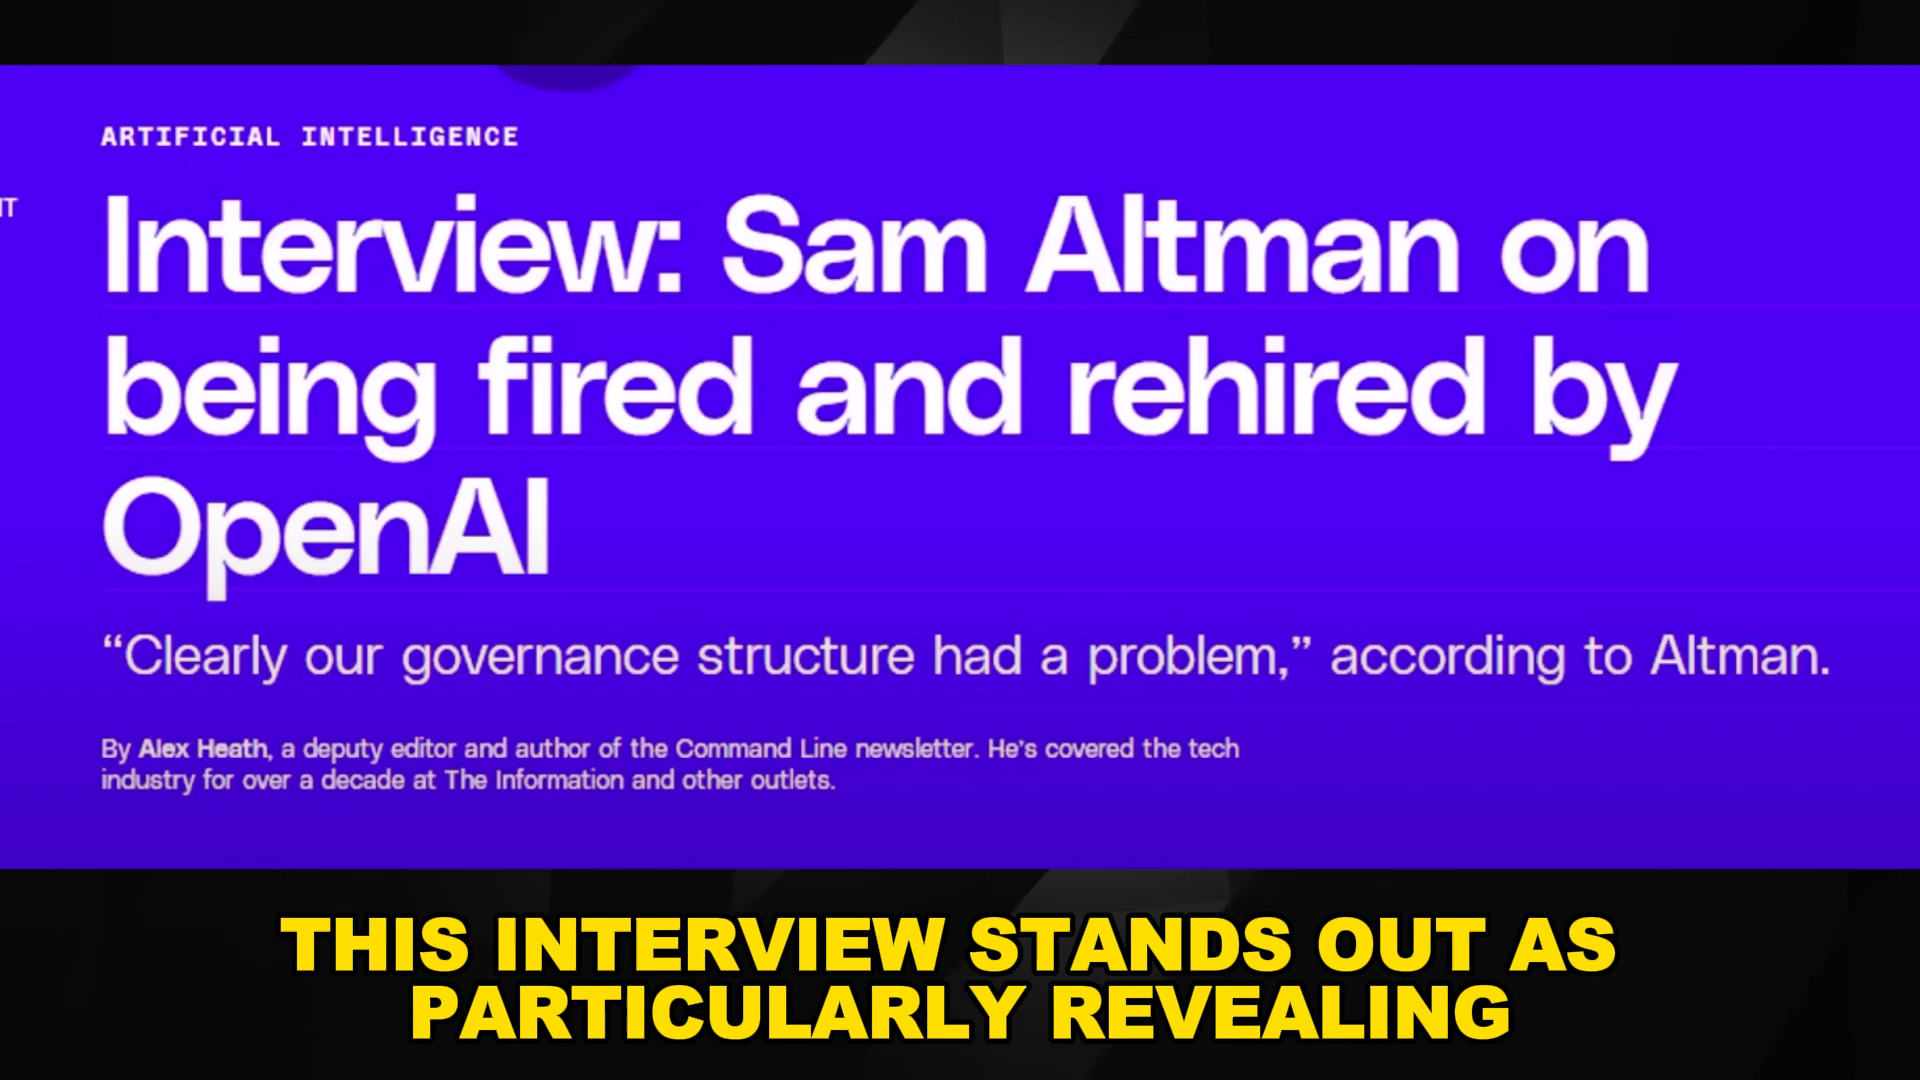 ARTIFICIAL INTELLIGENCE
IT
Interview: Sam Altman on
being fired and rehired by
OpenAI
“Clearly our governance structure had a problem,” according to Altman.
By Alex Heath, a deputy editor and author of the Command Line newsletter. He’s covered the tech
industry for over a decade at The Information and other outlets.
THIS INTERVIEW STANDS OUT AS
PARTICULARLY REVEALING